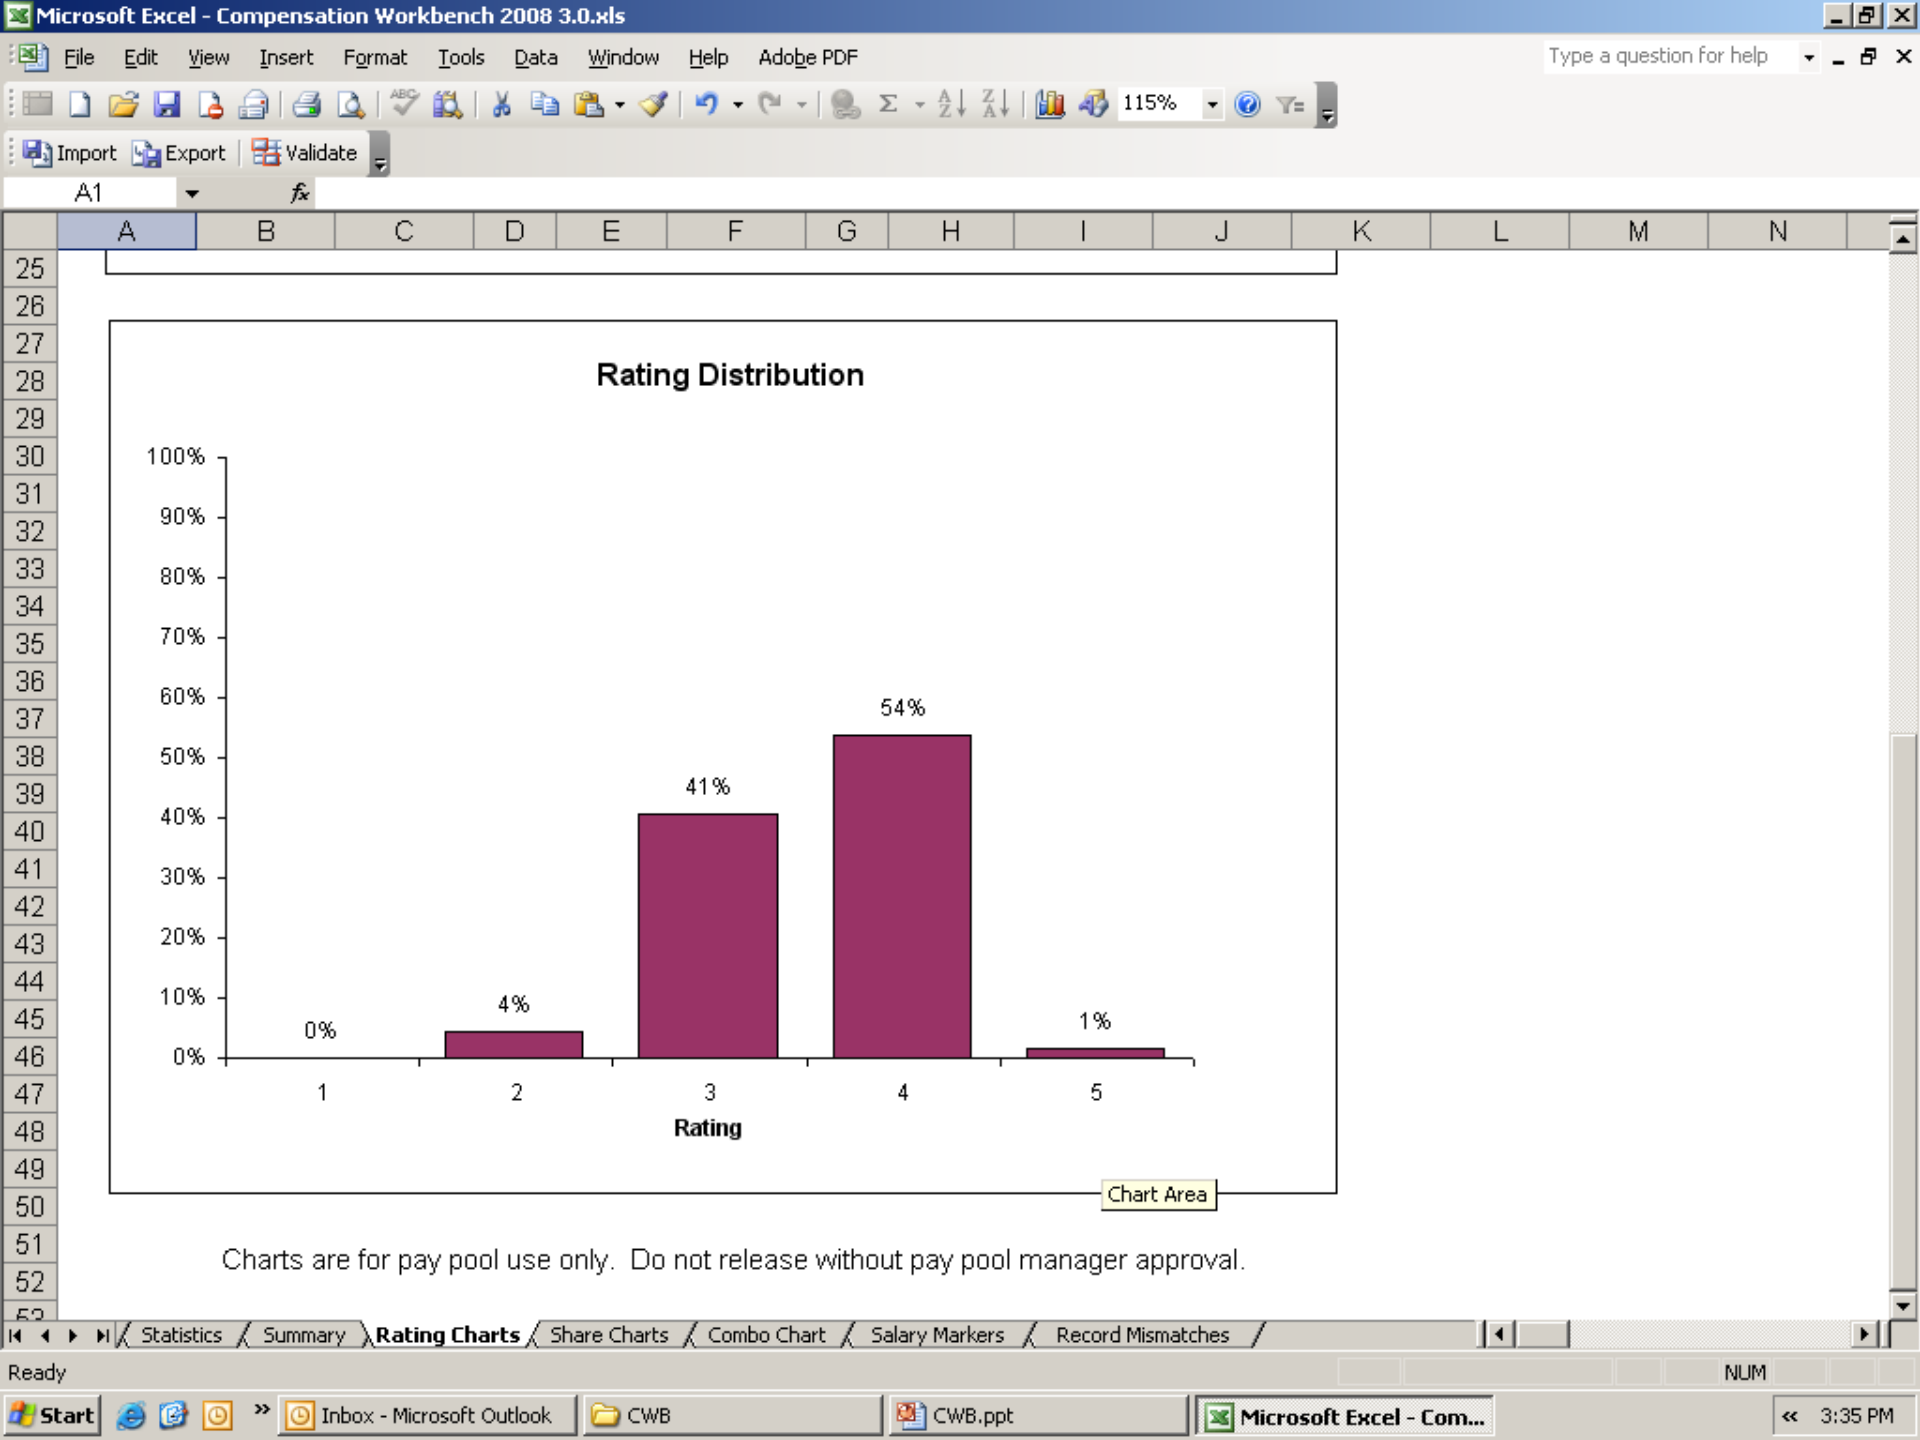 Microsoft Excel - Compensation Workbench 2008 3.0.xls
File Edit View Insert Format Tools Data Window Help Adobe PDF Type a question for help
115%
Import Export Validate
A1 fx
A B C D E F G H I J K L M N
25
26
27
28
29
30
31
32
33
34
35
36
37
38
39
40
41
42
43
44
45
46
47
48
49
50
51
52
53
Rating Distribution
100%
90%
80%
70%
60%
50%
40%
30%
20%
10%
0%
0% 4% 41% 54% 1%
1 2 3 4 5
Rating
Chart Area
Charts are for pay pool use only.  Do not release without pay pool manager approval.
Statistics Summary Rating Charts Share Charts Combo Chart Salary Markers Record Mismatches
Ready NUM
Start Inbox - Microsoft Outlook CWB CWB.ppt Microsoft Excel - Com... 3:35 PM